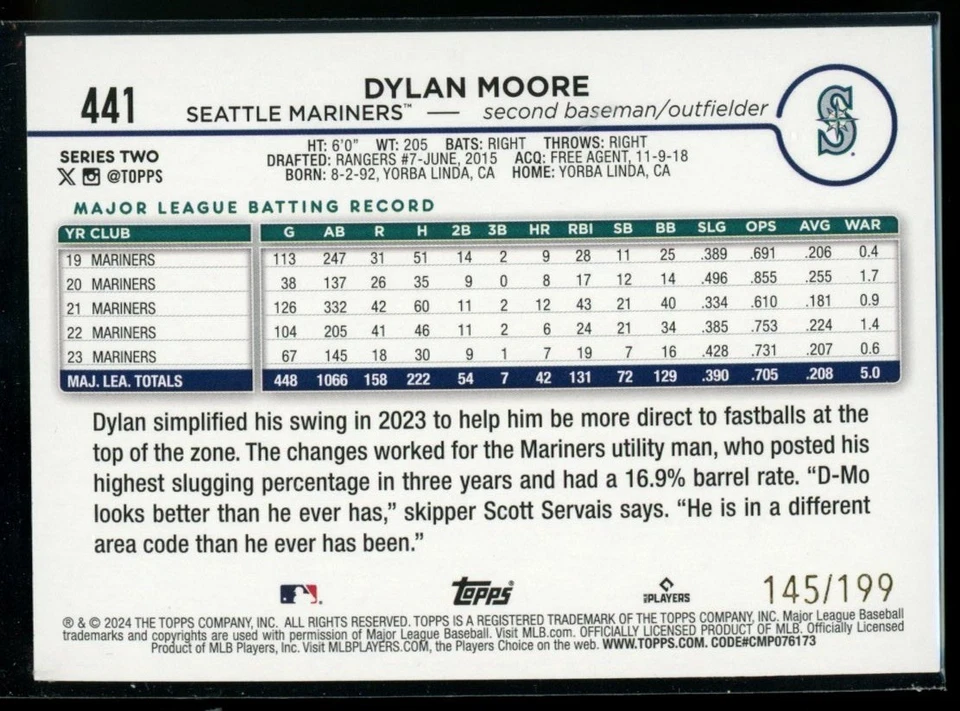 441
DYLAN MOORE
SEATTLE MARINERS™ — second baseman/outfielder
S
SERIES TWO
X @TOPPS
HT: 6'0" WT: 205 BATS: RIGHT THROWS: RIGHT
DRAFTED: RANGERS #7-JUNE, 2015 ACQ: FREE AGENT, 11-9-18
BORN: 8-2-92, YORBA LINDA, CA HOME: YORBA LINDA, CA
MAJOR LEAGUE BATTING RECORD
YR CLUB G AB R H 2B 3B HR RBI SB BB SLG OPS AVG WAR
19 MARINERS 113 247 31 51 14 2 9 28 11 25 .389 .691 .206 0.4
20 MARINERS 38 137 26 35 9 0 8 17 12 14 .496 .855 .255 1.7
21 MARINERS 126 332 42 60 11 2 12 43 21 40 .334 .610 .181 0.9
22 MARINERS 104 205 41 46 11 2 6 24 21 34 .385 .753 .224 1.4
23 MARINERS 67 145 18 30 9 1 7 19 7 16 .428 .731 .207 0.6
MAJ. LEA. TOTALS 448 1066 158 222 54 7 42 131 72 129 .390 .705 .208 5.0
Dylan simplified his swing in 2023 to help him be more direct to fastballs at the
top of the zone. The changes worked for the Mariners utility man, who posted his
highest slugging percentage in three years and had a 16.9% barrel rate. “D-Mo
looks better than he ever has,” skipper Scott Servais says. “He is in a different
area code than he ever has been.”
Topps®
MLB PLAYERS
145/199
® & © 2024 THE TOPPS COMPANY, INC. ALL RIGHTS RESERVED. TOPPS IS A REGISTERED TRADEMARK OF THE TOPPS COMPANY, INC. Major League Baseball
trademarks and copyrights are used with permission of Major League Baseball. Visit MLB.com. OFFICIALLY LICENSED PRODUCT OF MLB. Officially Licensed
Product of MLB Players, Inc. Visit MLBPLAYERS.COM, the Players Choice on the web. WWW.TOPPS.COM. CODE#CMP076173